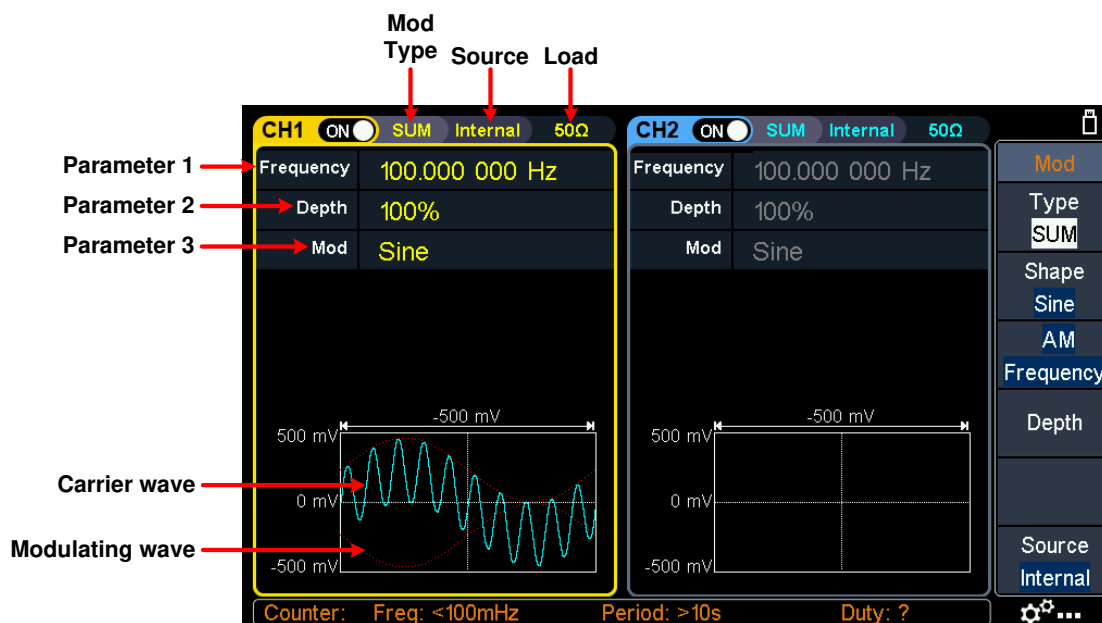 Mod
Type
Source
Load
CH1 ON SUM Internal 50Ω
CH2 ON SUM Internal 50Ω
Parameter 1
Frequency 100.000 000 Hz
Parameter 2
Depth 100%
Parameter 3
Mod Sine
Frequency 100.000 000 Hz
Depth 100%
Mod Sine
-500 mV
500 mV
0 mV
-500 mV
Carrier wave
Modulating wave
-500 mV
500 mV
0 mV
-500 mV
Mod
Type
SUM
Shape
Sine
AM
Frequency
Depth
Source
Internal
Counter: Freq: <100mHz Period: >10s Duty: ?